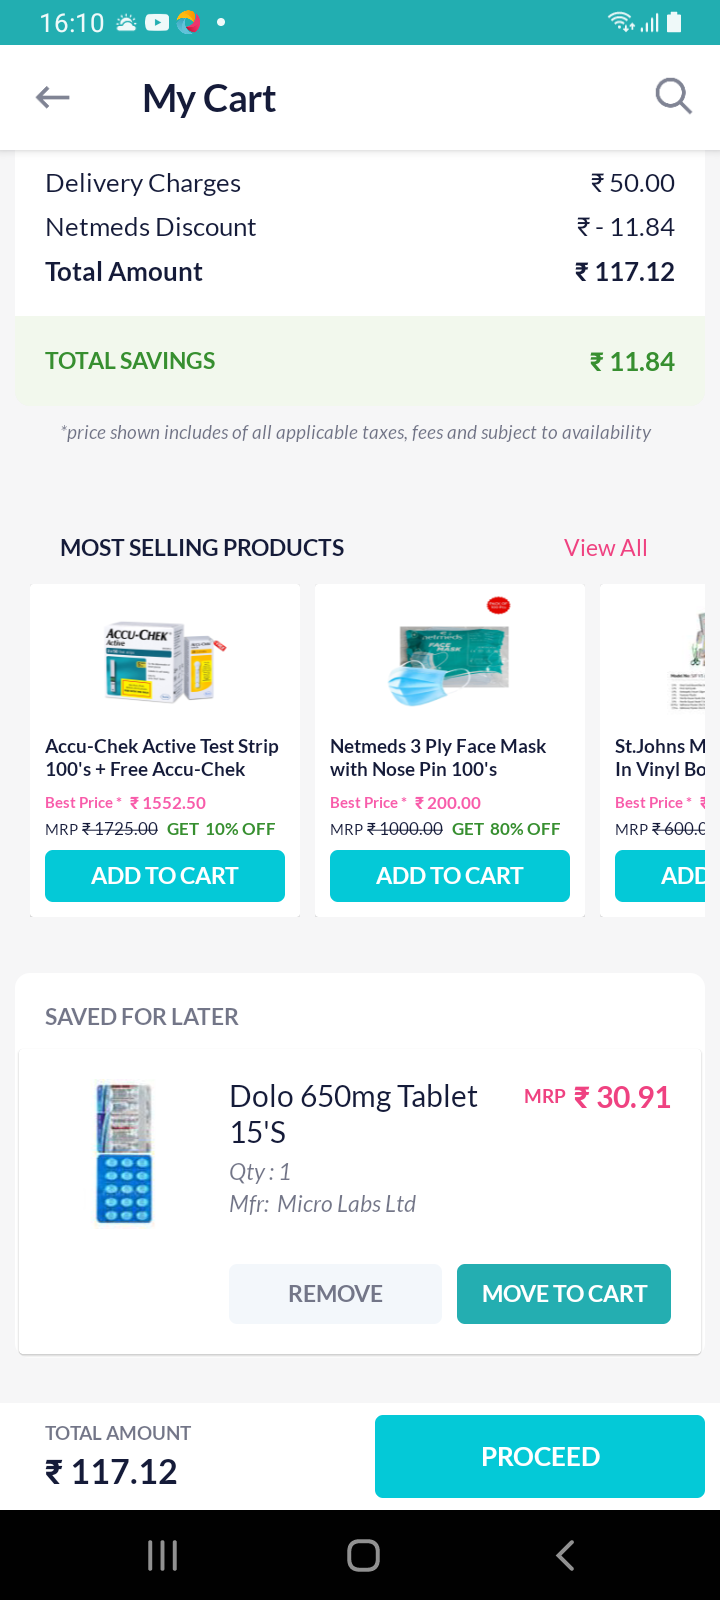 16:10
My Cart
Delivery Charges ₹ 50.00
Netmeds Discount ₹ - 11.84
Total Amount ₹ 117.12
TOTAL SAVINGS ₹ 11.84
*price shown includes of all applicable taxes, fees and subject to availability
MOST SELLING PRODUCTS View All
ACCU-CHEK
Active
netmeds
FACE
MASK
Accu-Chek Active Test Strip
100's + Free Accu-Chek
Best Price * ₹ 1552.50
MRP ₹ 1725.00 GET 10% OFF
ADD TO CART
Netmeds 3 Ply Face Mask
with Nose Pin 100's
Best Price * ₹ 200.00
MRP ₹ 1000.00 GET 80% OFF
ADD TO CART
St.Johns M
In Vinyl Bo
Best Price * ₹
MRP ₹ 600.0
ADD
SAVED FOR LATER
Dolo 650mg Tablet
15'S
MRP ₹ 30.91
Qty : 1
Mfr: Micro Labs Ltd
REMOVE
MOVE TO CART
TOTAL AMOUNT
₹ 117.12
PROCEED